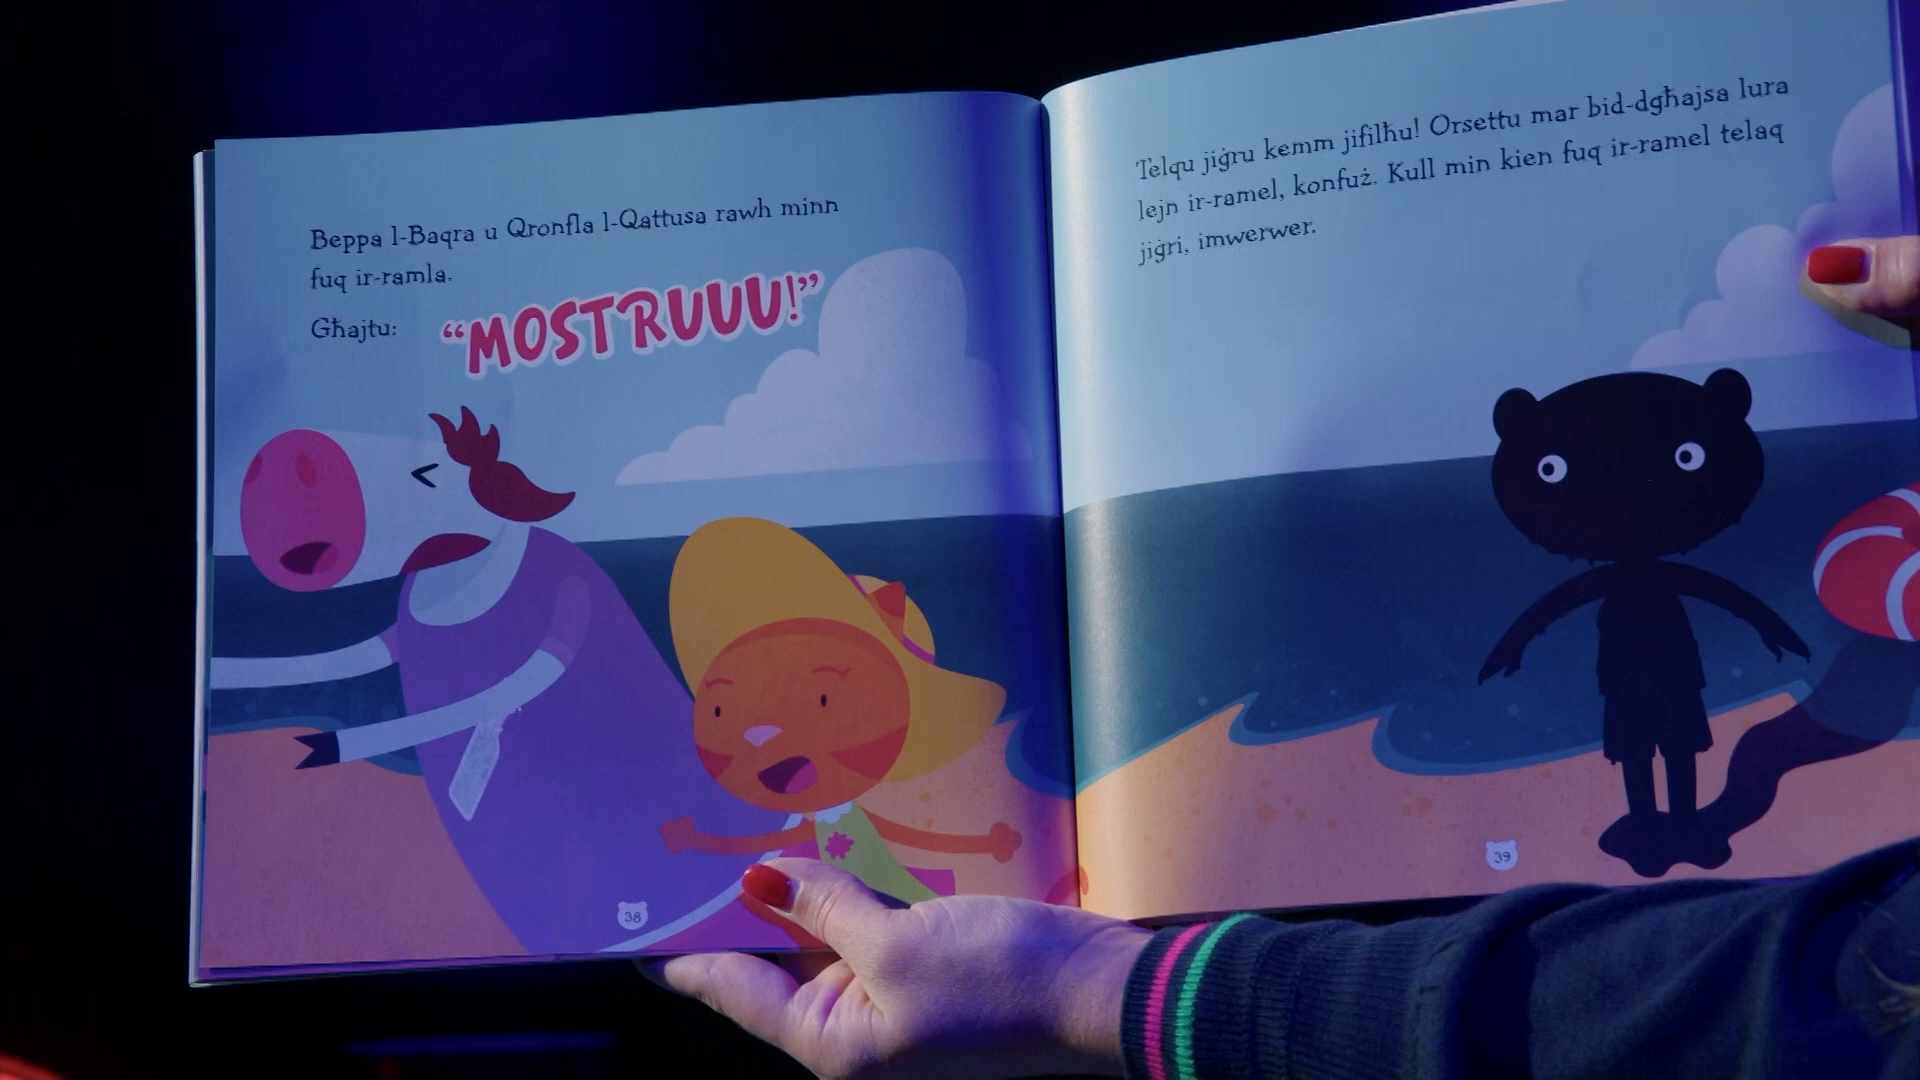 Beppa l-Baqra u Qronfla l-Qattusa rawh minn
fuq ir-ramla.
Għajtu: “MOSTRUUU!”
38
Telqu jiġru kemm jifilħu! Orsettu mar bid-dgħajsa lura
lejn ir-ramel, konfuż. Kull min kien fuq ir-ramel telaq
jiġri, imwerwer.
39